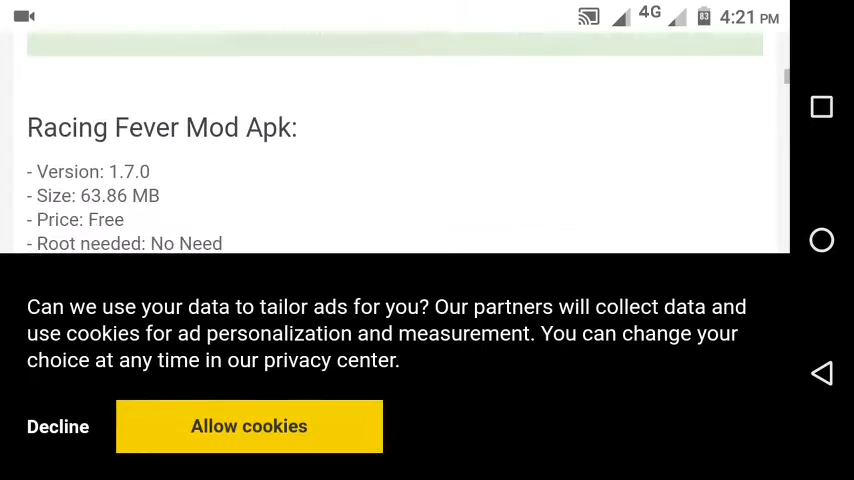 4G 83 4:21 PM
Racing Fever Mod Apk:
- Version: 1.7.0
- Size: 63.86 MB
- Price: Free
- Root needed: No Need
Can we use your data to tailor ads for you? Our partners will collect data and
use cookies for ad personalization and measurement. You can change your
choice at any time in our privacy center.
Decline Allow cookies